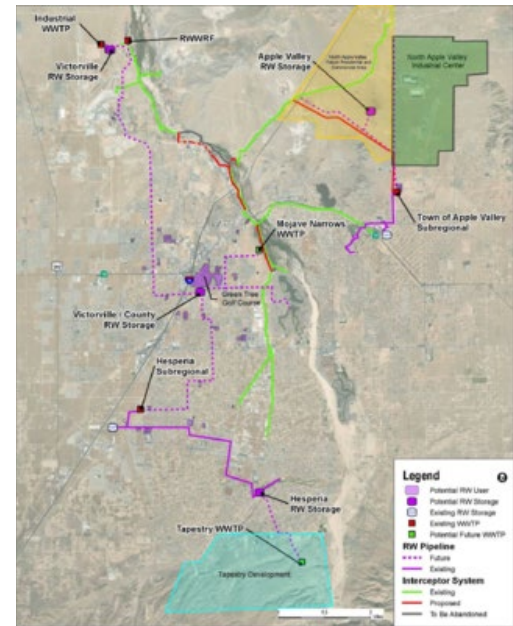 Industrial
WWTP
RWWRF
Victorville
RW Storage
Apple Valley
RW Storage
North Apple Valley
Industrial Center
Town of Apple Valley
Subregional
Mojave Narrows
WWTP
Green Tree
Golf Course
Victorville / County
RW Storage
Hesperia
Subregional
Hesperia
RW Storage
Tapestry WWTP
Tapestry Development
Legend
Potential RW User
Potential RW Storage
Existing RW Storage
Existing WWTP
Potential Future WWTP
RW Pipeline
Future
Existing
Interceptor System
Existing
Proposed
To Be Abandoned